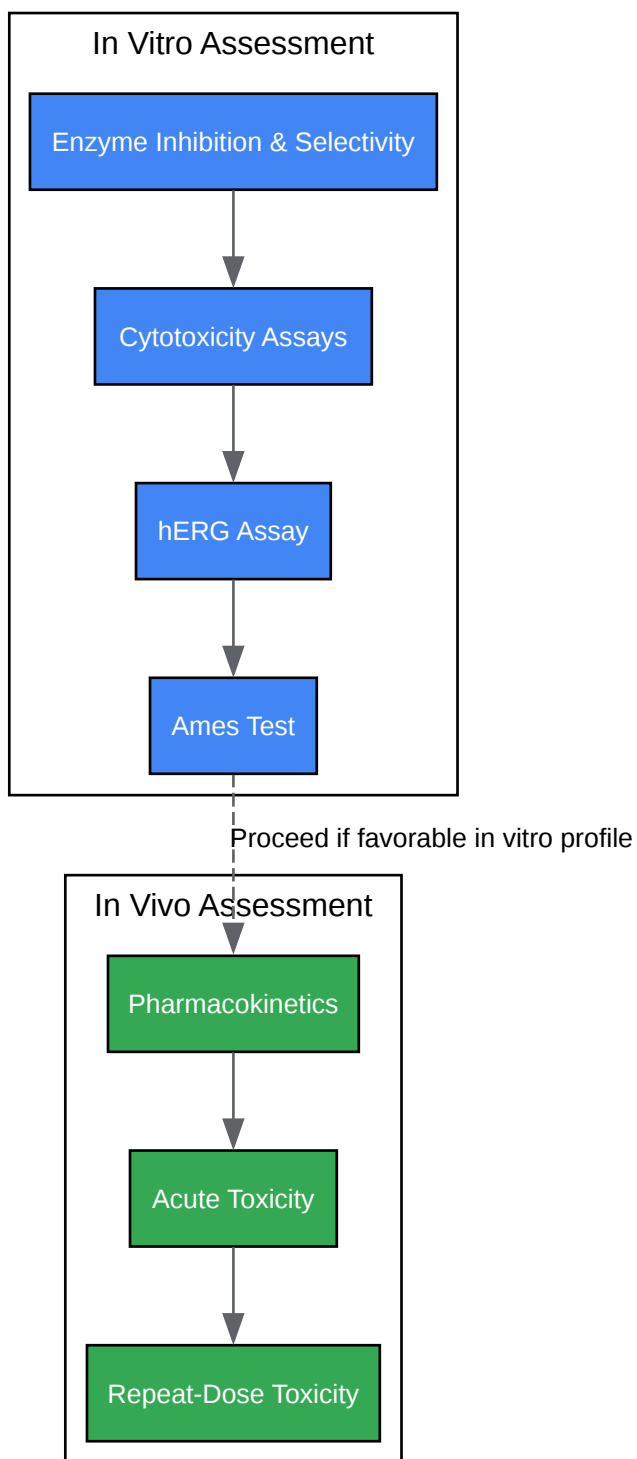 In Vitro Assessment
Enzyme Inhibition & Selectivity
Cytotoxicity Assays
hERG Assay
Ames Test
Proceed if favorable in vitro profile
In Vivo Assessment
Pharmacokinetics
Acute Toxicity
Repeat-Dose Toxicity